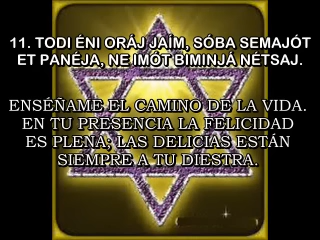 11. TODI ÉNI ORÁJ JAÍM, SÓBA SEMAJÓT
ET PANÉJA, NE IMÓT BIMINJÁ NÉTSAJ.
ENSÉÑAME EL CAMINO DE LA VIDA.
EN TU PRESENCIA LA FELICIDAD
ES PLENA; LAS DELICIAS ESTÁN
SIEMPRE A TU DIESTRA.